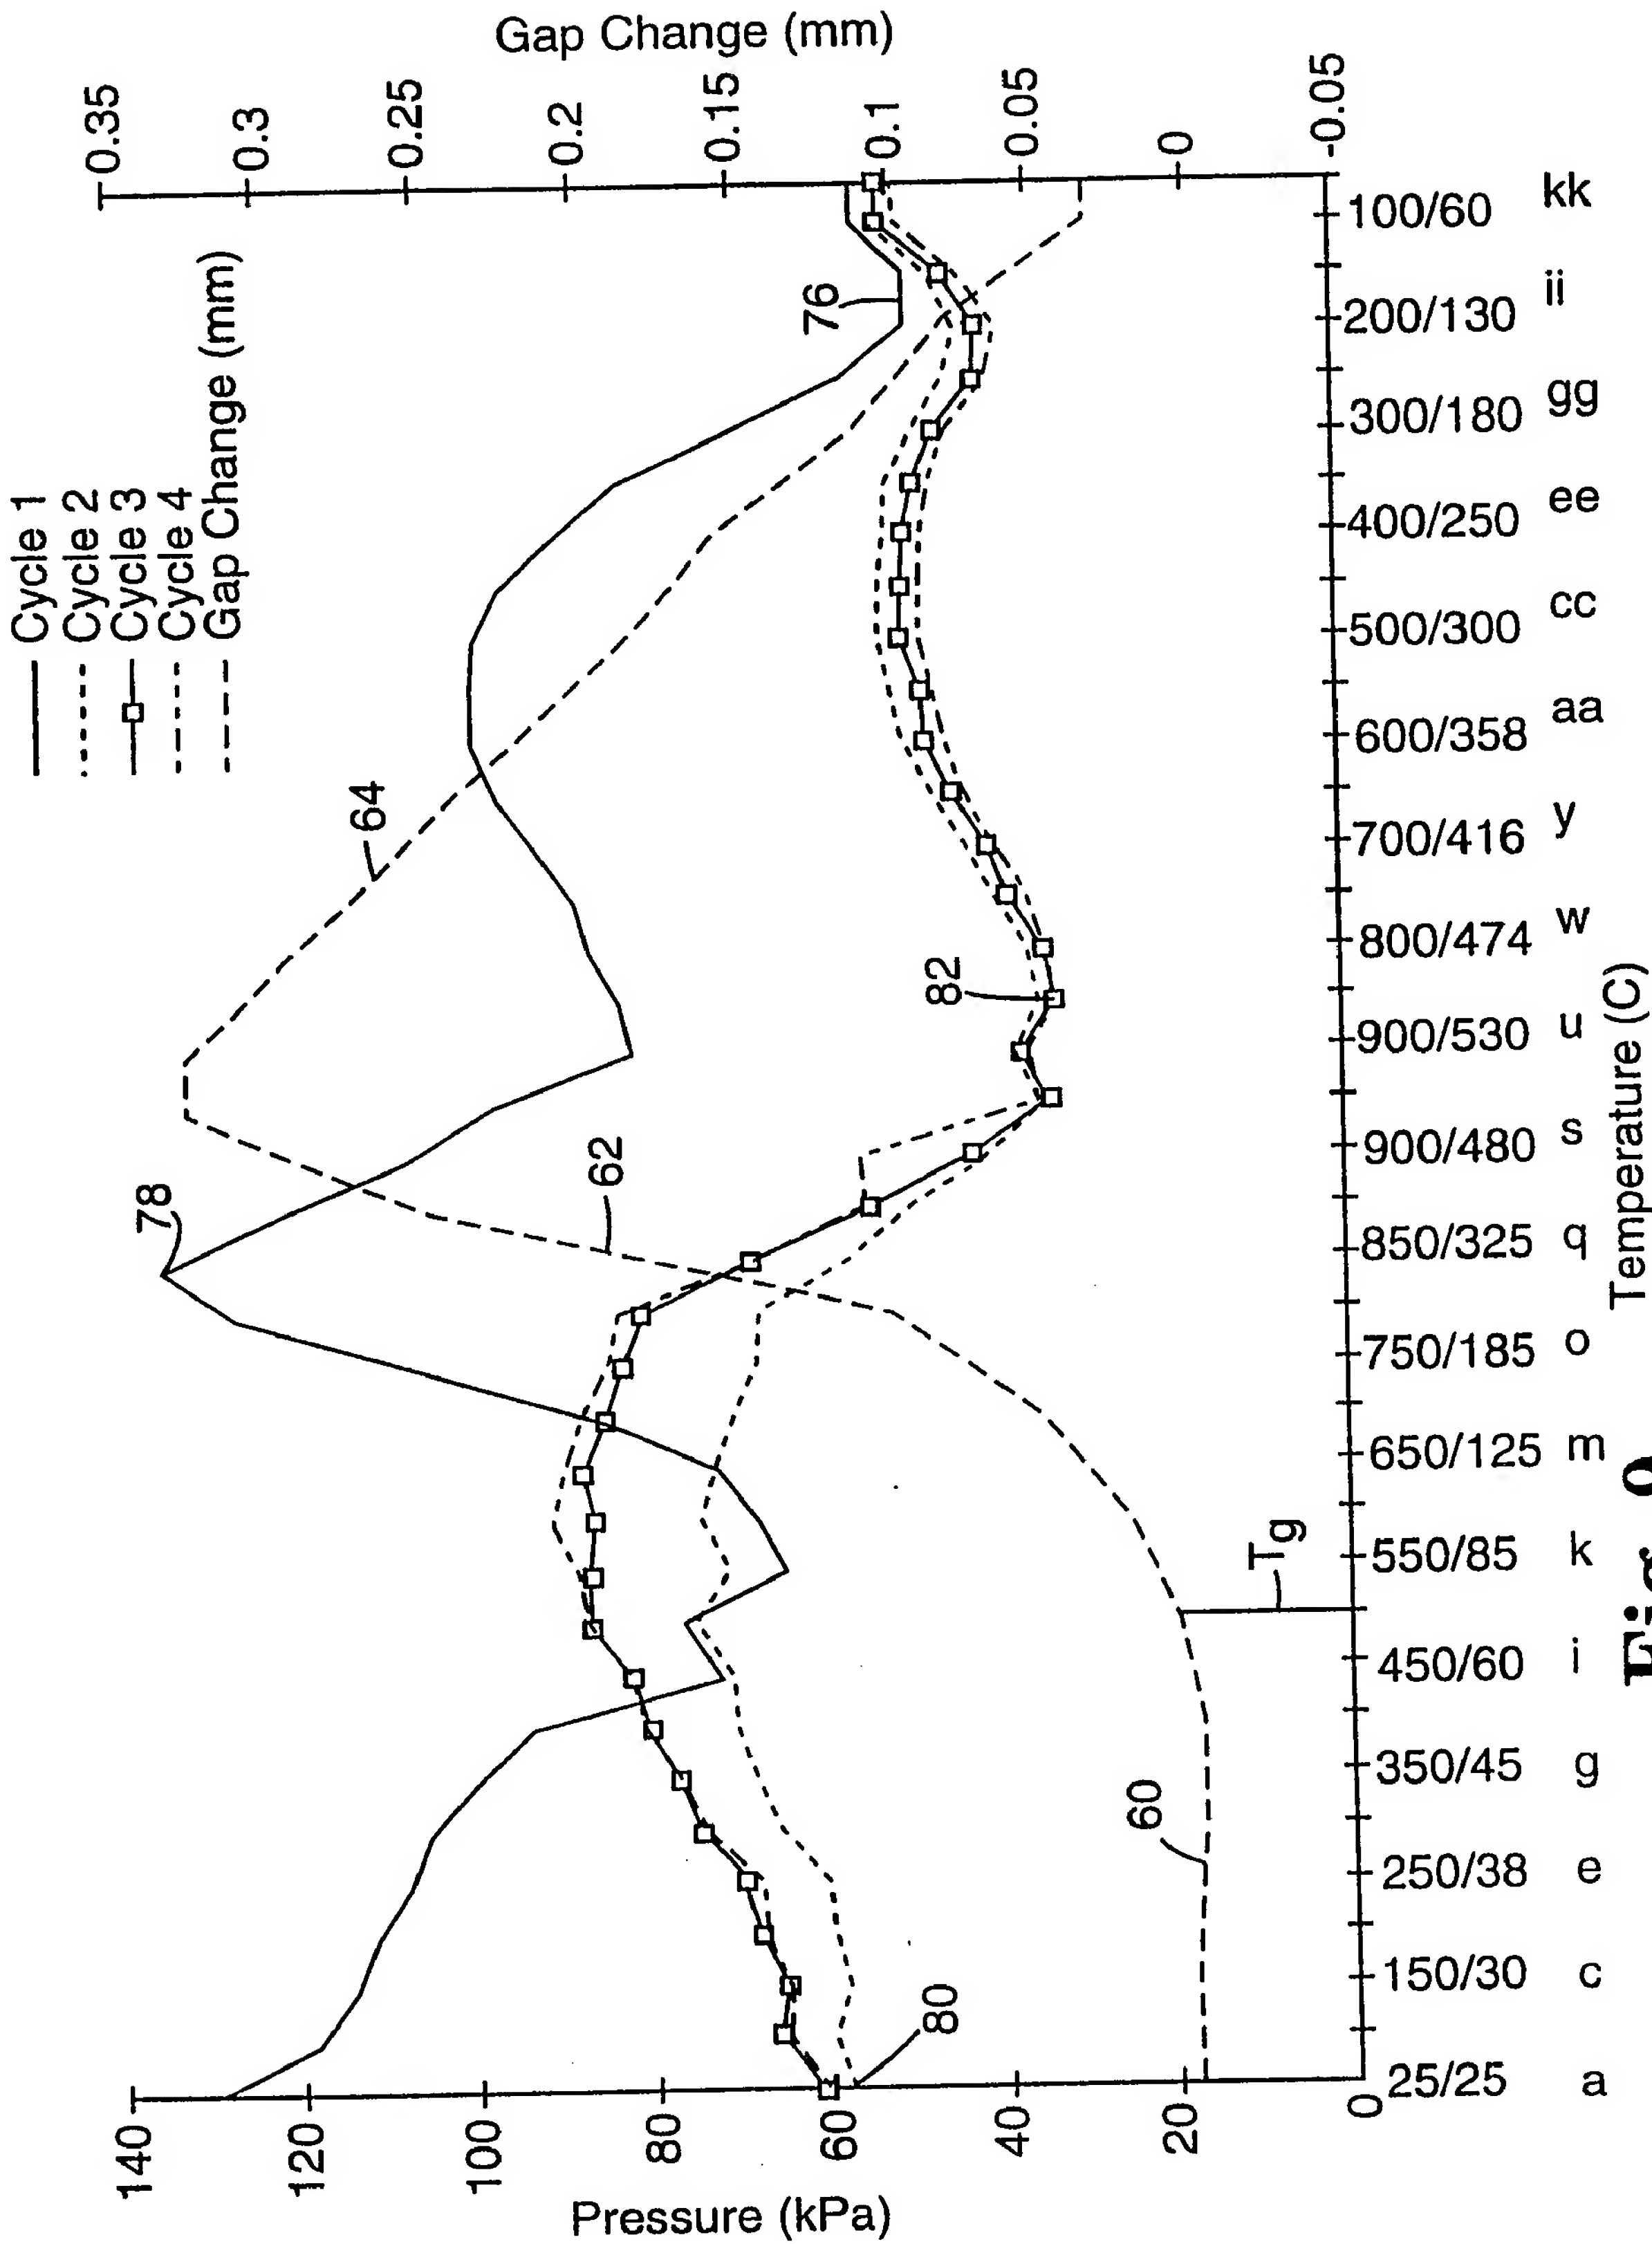 Cycle 1
Cycle 2
Cycle 3
Cycle 4
Gap Change (mm)
Pressure (kPa)
140
120
100
80
60
40
20
0
Gap Change (mm)
0.35
0.3
0.25
0.2
0.15
0.1
0.05
0
-0.05
78
64
62
76
82
80
60
Tg
25/25
150/30
250/38
350/45
450/60
550/85
650/125
750/185
850/325
900/480
900/530
800/474
700/416
600/358
500/300
400/250
300/180
200/130
100/60
a
c
e
g
i
k
m
o
q
s
u
w
y
aa
cc
ee
gg
ii
kk
Temperature (C)
Fig. 9